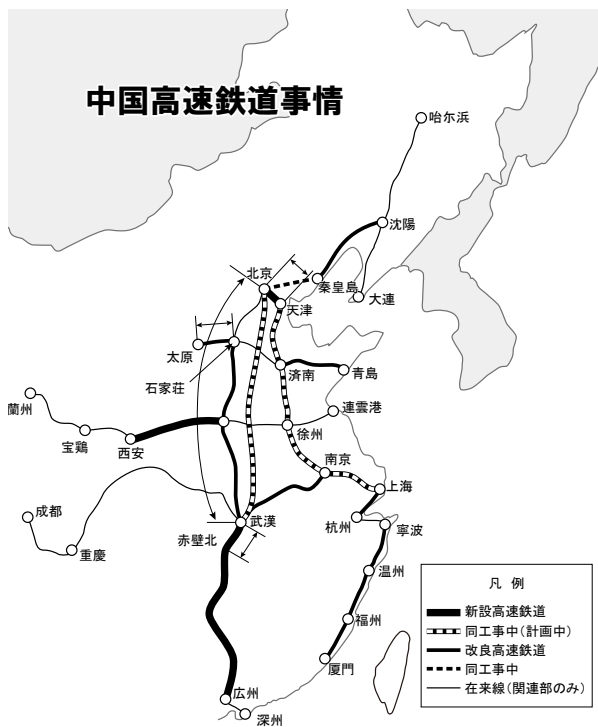 中国高速鉄道事情
哈尔浜
沈陽
北京
秦皇島
大連
天津
太原
石家荘
済南
青島
蘭州
宝鶏
西安
徐州
連雲港
南京
上海
成都
重慶
武漢
赤壁北
杭州
寧波
温州
福州
厦門
広州
深州
凡 例
新設高速鉄道
同工事中(計画中)
改良高速鉄道
同工事中
在来線(関連部のみ)